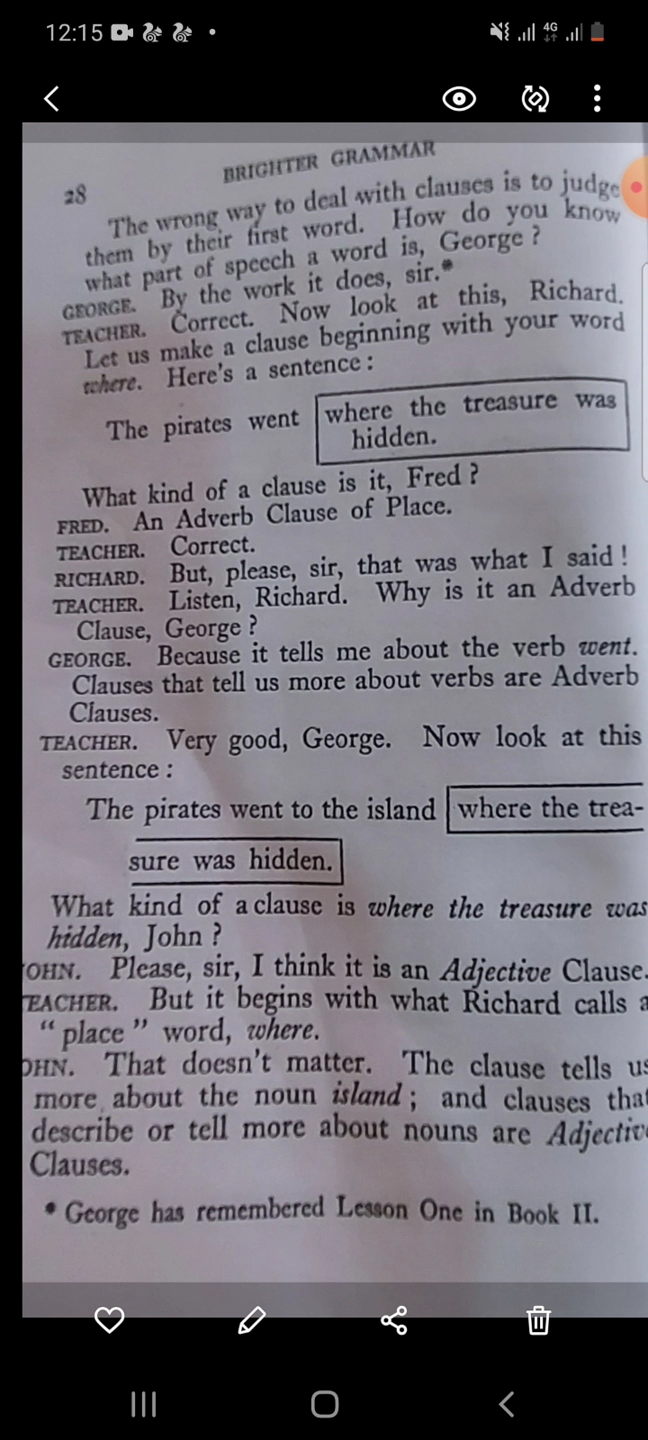 12:15
4G
28
BRIGHTER GRAMMAR
The wrong way to deal with clauses is to judge
them by their first word. How do you know
what part of speech a word is, George ?
GEORGE. By the work it does, sir.*
TEACHER. Correct. Now look at this, Richard.
Let us make a clause beginning with your word
where. Here's a sentence :
The pirates went where the treasure was
hidden.
What kind of a clause is it, Fred ?
FRED. An Adverb Clause of Place.
TEACHER. Correct.
RICHARD. But, please, sir, that was what I said !
TEACHER. Listen, Richard. Why is it an Adverb
Clause, George ?
GEORGE. Because it tells me about the verb went.
Clauses that tell us more about verbs are Adverb
Clauses.
TEACHER. Very good, George. Now look at this
sentence :
The pirates went to the island where the trea-
sure was hidden.
What kind of a clause is where the treasure was
hidden, John ?
OHN. Please, sir, I think it is an Adjective Clause.
TEACHER. But it begins with what Richard calls a
“ place ” word, where.
OHN. That doesn't matter. The clause tells us
more about the noun island ; and clauses that
describe or tell more about nouns are Adjectiv
Clauses.
* George has remembered Lesson One in Book II.